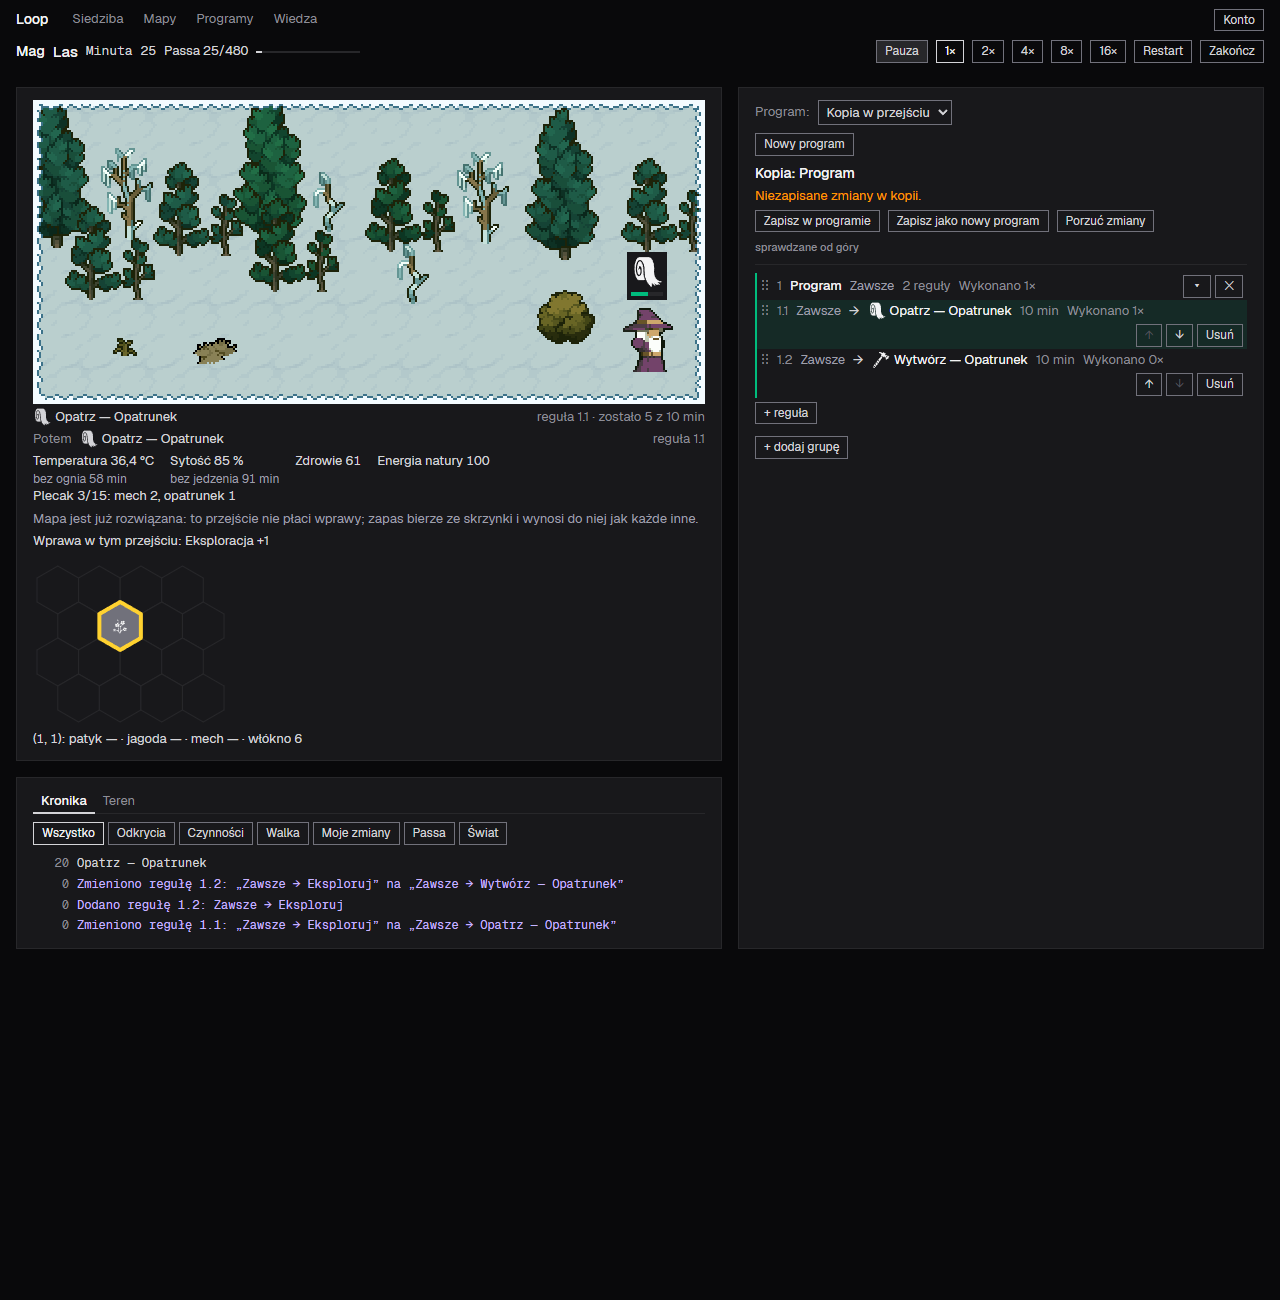 Loop Siedziba Mapy Programy Wiedza Konto
Mag Las Minuta 25 Passa 25/480 Pauza 1× 2× 4× 8× 16× Restart Zakończ
Opatrz — Opatrunek reguła 1.1 · zostało 5 z 10 min
Potem Opatrz — Opatrunek reguła 1.1
Temperatura 36,4 °C Sytość 85 % Zdrowie 61 Energia natury 100
bez ognia 58 min bez jedzenia 91 min
Plecak 3/15: mech 2, opatrunek 1
Mapa jest już rozwiązana: to przejście nie płaci wprawy; zapas bierze ze skrzynki i wynosi do niej jak każde inne.
Wprawa w tym przejściu: Eksploracja +1
(1, 1): patyk — · jagoda — · mech — · włókno 6
Kronika Teren
Wszystko Odkrycia Czynności Walka Moje zmiany Passa Świat
20 Opatrz — Opatrunek
0 Zmieniono regułę 1.2: „Zawsze → Eksploruj” na „Zawsze → Wytwórz — Opatrunek”
0 Dodano regułę 1.2: Zawsze → Eksploruj
0 Zmieniono regułę 1.1: „Zawsze → Eksploruj” na „Zawsze → Opatrz — Opatrunek”
Program: Kopia w przejściu
Nowy program
Kopia: Program
Niezapisane zmiany w kopii.
Zapisz w programie Zapisz jako nowy program Porzuć zmiany
sprawdzane od góry
1 Program Zawsze 2 reguły Wykonano 1×
1.1 Zawsze → Opatrz — Opatrunek 10 min Wykonano 1×
↑ ↓ Usuń
1.2 Zawsze → Wytwórz — Opatrunek 10 min Wykonano 0×
↑ ↓ Usuń
+ reguła
+ dodaj grupę